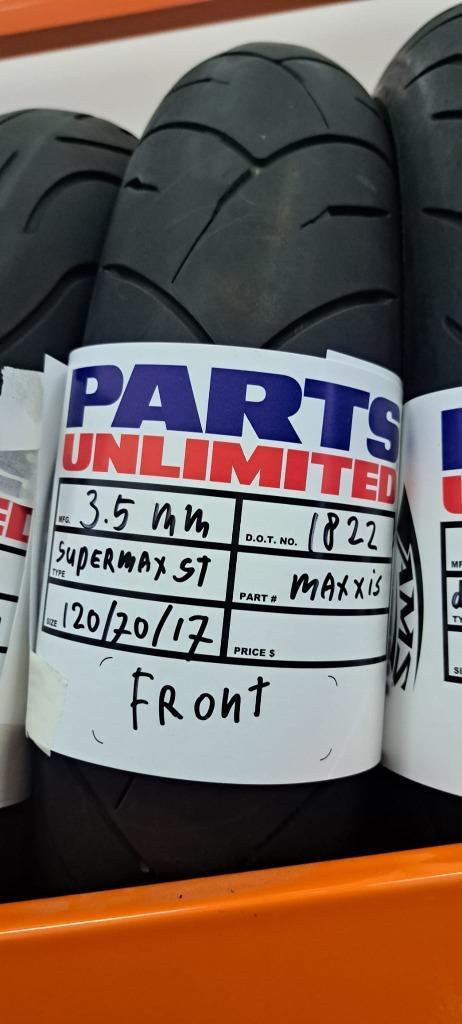 PARTS
UNLIMITED
MFG. 3.5 mm
D.O.T. NO. 1822
TYPE SUPERMAX ST
PART # MAXXIS
SIZE 120/70/17
PRICE $
FRONT